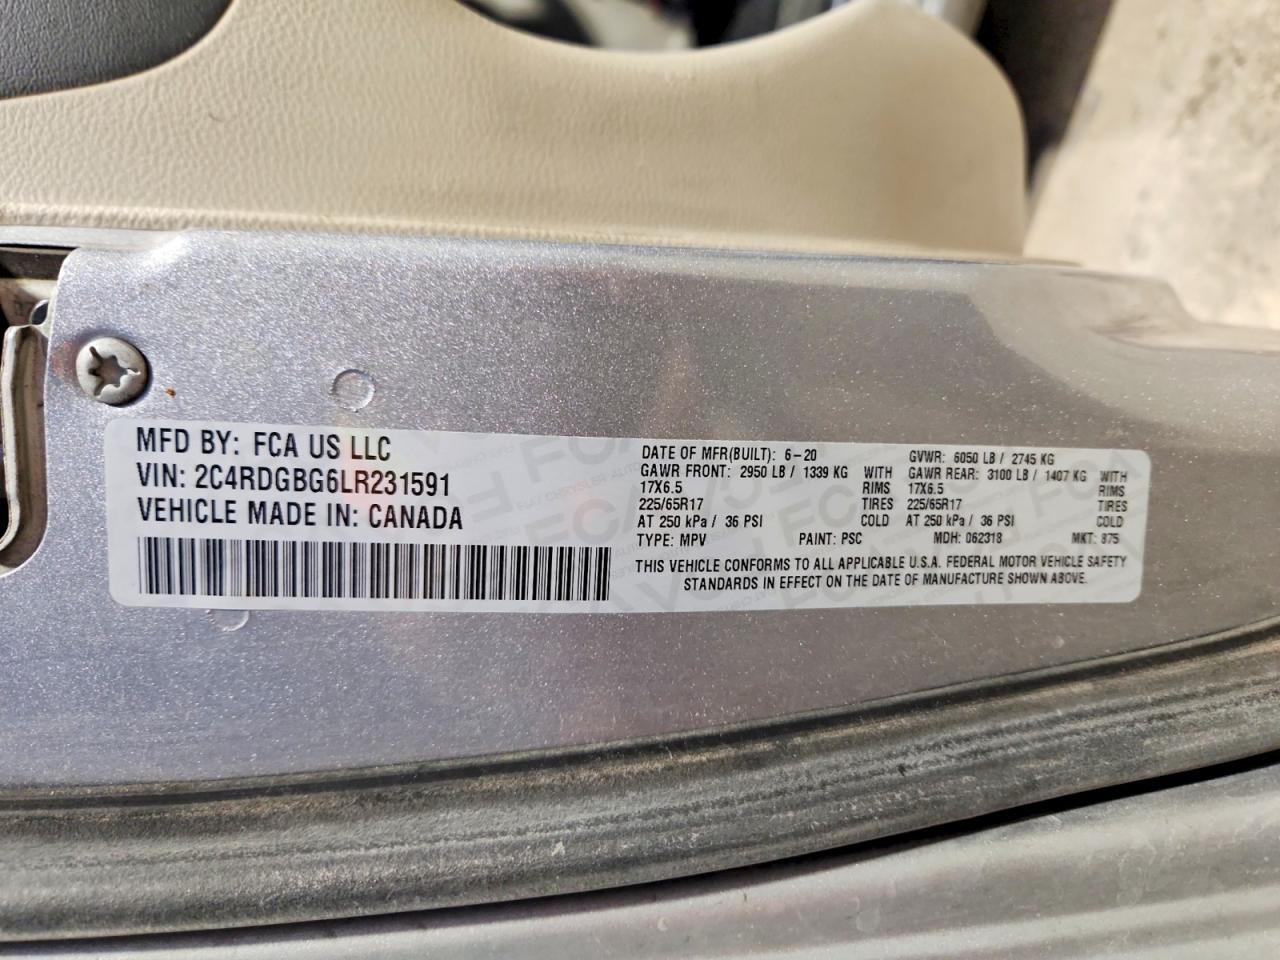 MFD BY: FCA US LLC
VIN: 2C4RDGBG6LR231591
VEHICLE MADE IN: CANADA
DATE OF MFR(BUILT): 6-20 GVWR: 6050 LB / 2745 KG
GAWR FRONT: 2950 LB / 1339 KG WITH GAWR REAR: 3100 LB / 1407 KG WITH
17X6.5 RIMS 17X6.5 RIMS
225/65R17 TIRES 225/65R17 TIRES
AT 250 kPa / 36 PSI COLD AT 250 kPa / 36 PSI COLD
TYPE: MPV PAINT: PSC MDH: 062318 MKT: 875
THIS VEHICLE CONFORMS TO ALL APPLICABLE U.S.A. FEDERAL MOTOR VEHICLE SAFETY
STANDARDS IN EFFECT ON THE DATE OF MANUFACTURE SHOWN ABOVE.